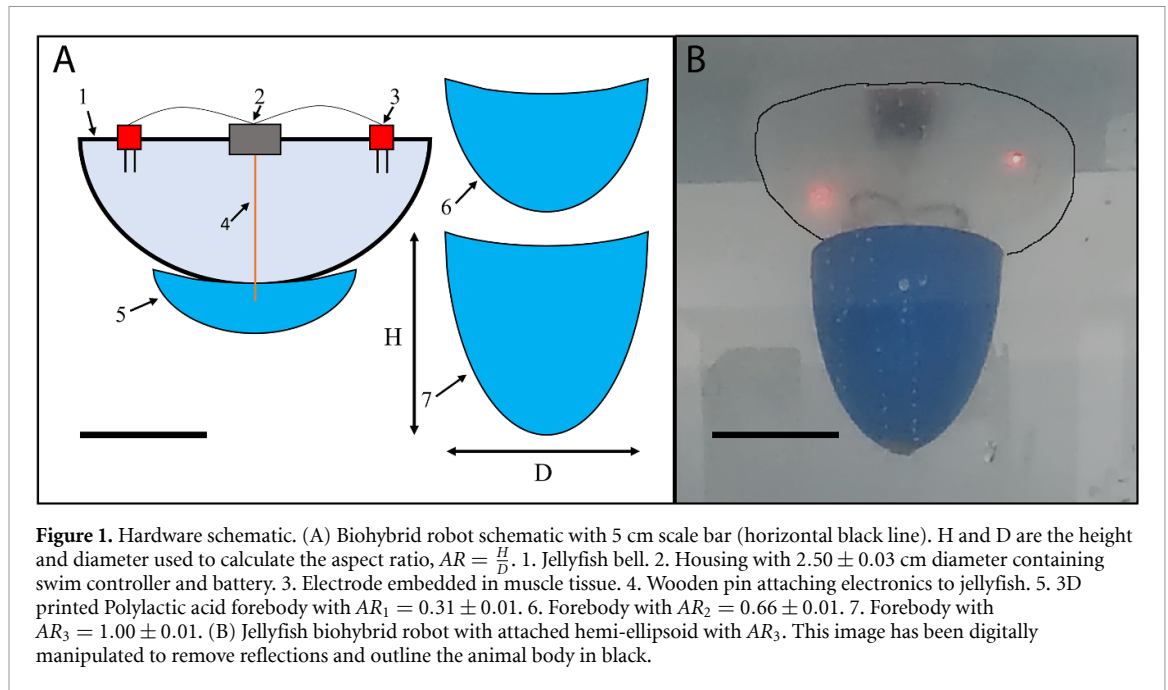 A
B
1
2
3
4
5
6
7
H
D
Figure 1. Hardware schematic. (A) Biohybrid robot schematic with 5 cm scale bar (horizontal black line). H and D are the height
and diameter used to calculate the aspect ratio, AR = H/D. 1. Jellyfish bell. 2. Housing with 2.50 ± 0.03 cm diameter containing
swim controller and battery. 3. Electrode embedded in muscle tissue. 4. Wooden pin attaching electronics to jellyfish. 5. 3D
printed Polylactic acid forebody with AR₁ = 0.31 ± 0.01. 6. Forebody with AR₂ = 0.66 ± 0.01. 7. Forebody with
AR₃ = 1.00 ± 0.01. (B) Jellyfish biohybrid robot with attached hemi-ellipsoid with AR₃. This image has been digitally
manipulated to remove reflections and outline the animal body in black.